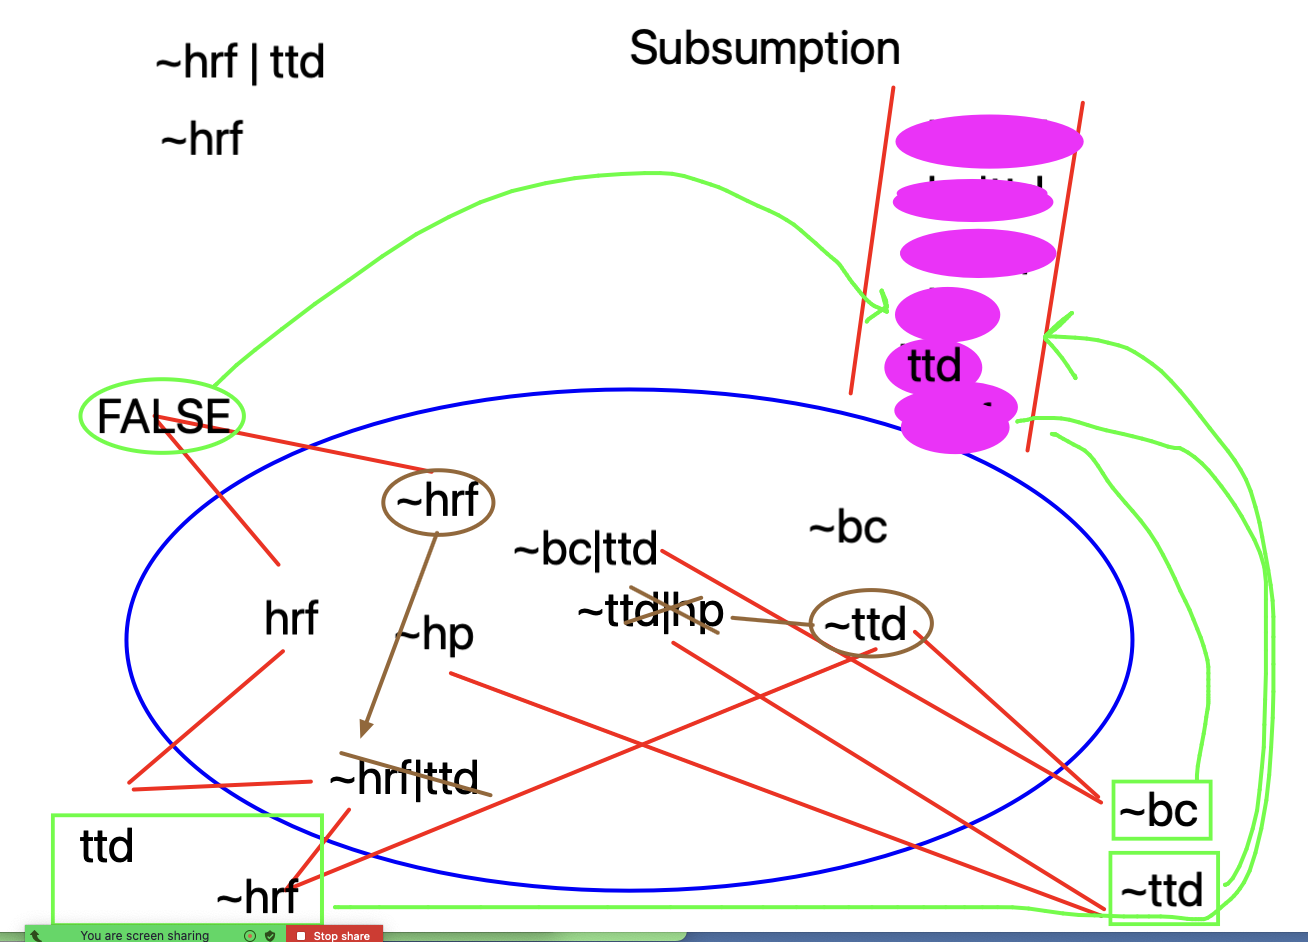 Subsumption
~hrf | ttd
~hrf
ttd
FALSE
~hrf
~bc
~bc|ttd
~ttd|hp
~ttd
hrf
~hp
~hrf|ttd
~bc
ttd
~hrf
~ttd
You are screen sharing
Stop share